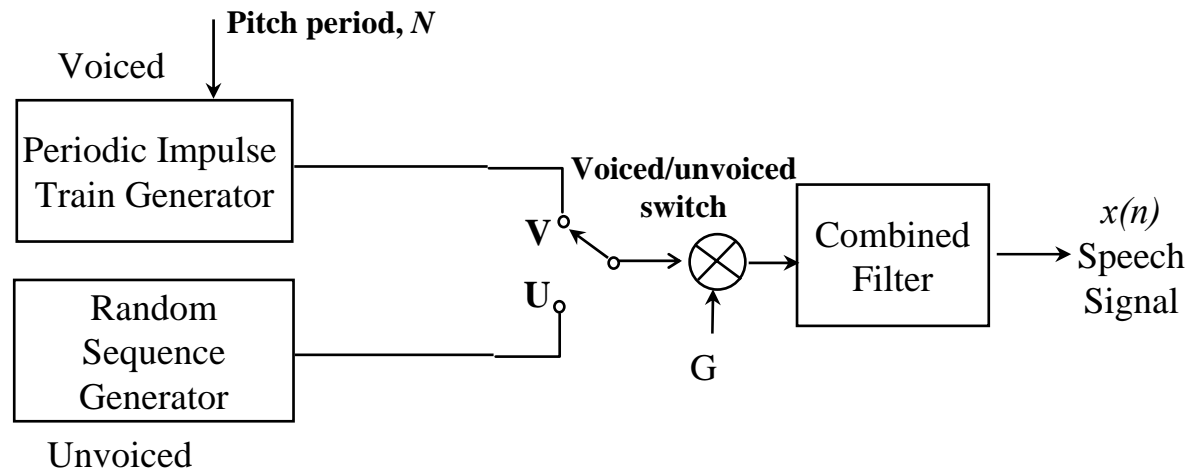 Pitch period, N
Voiced
Periodic Impulse
Train Generator
Voiced/unvoiced
switch
V
U
Combined
Filter
x(n)
Speech
Signal
Random
Sequence
Generator
G
Unvoiced